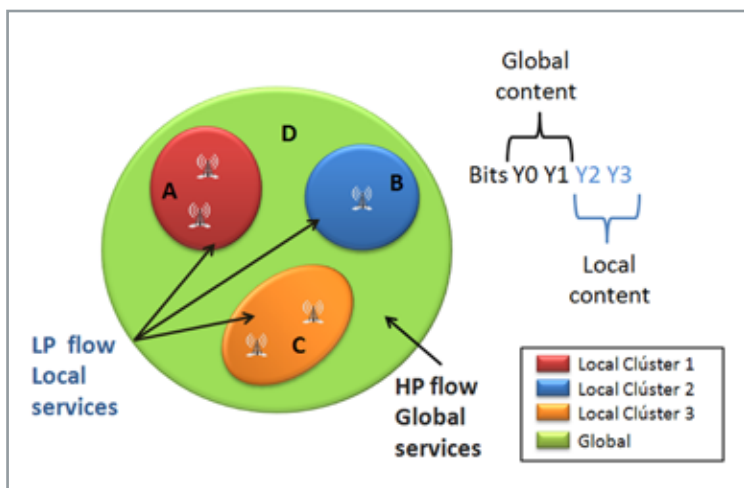 Global
content
Bits Y0 Y1 Y2 Y3
Local
content
D
A
B
C
LP flow
Local
services
HP flow
Global
services
Local Clúster 1
Local Clúster 2
Local Clúster 3
Global